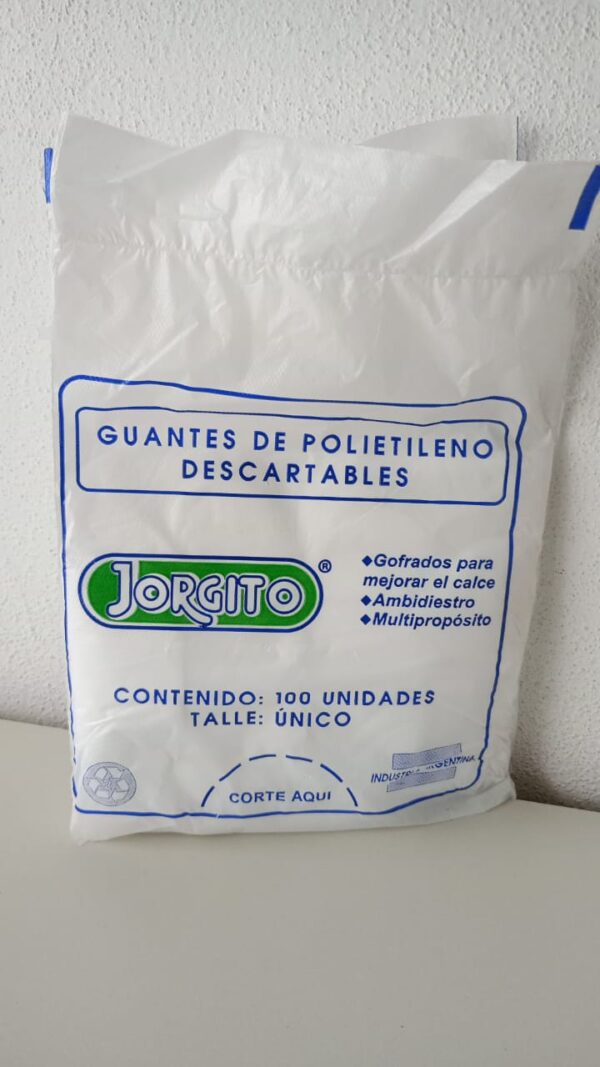 GUANTES DE POLIETILENO
DESCARTABLES
JORGITO ®
◆Gofrados para
mejorar el calce
◆Ambidiestro
◆Multipropósito
CONTENIDO: 100 UNIDADES
TALLE: ÚNICO
CORTE AQUI